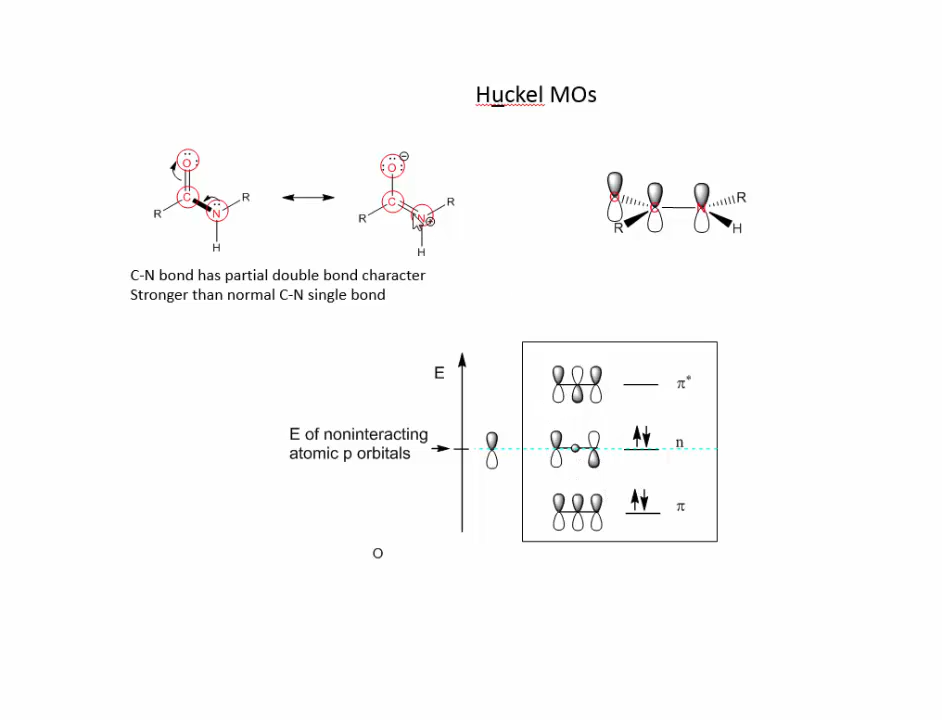 Huckel MOs
O
C
N
R
R
H
O
C
N
R
R
H
R
R
H
C-N bond has partial double bond character
Stronger than normal C-N single bond
E
π*
E of noninteracting
atomic p orbitals
n
π
O